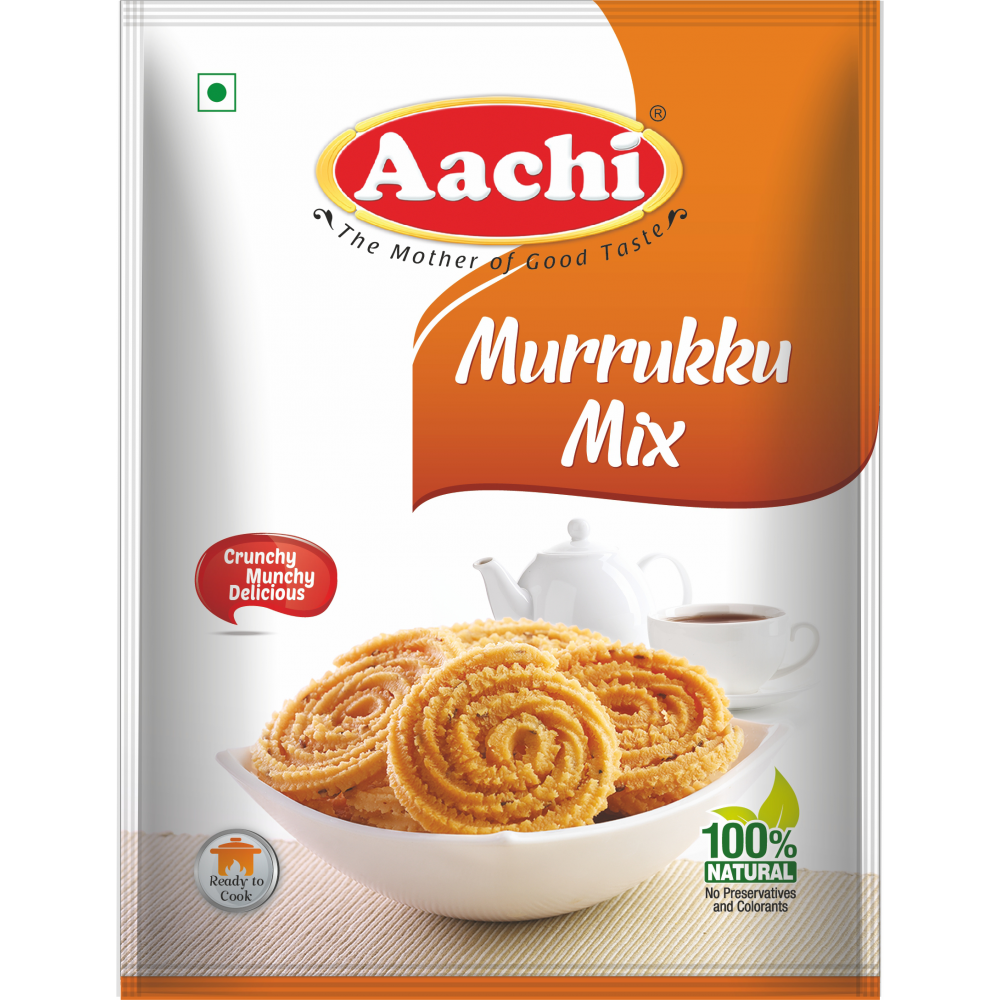 Aachi®
The Mother of Good Taste
Murrukku
Mix
Crunchy
Munchy
Delicious
Ready to
Cook
100%
NATURAL
No Preservatives
and Colorants